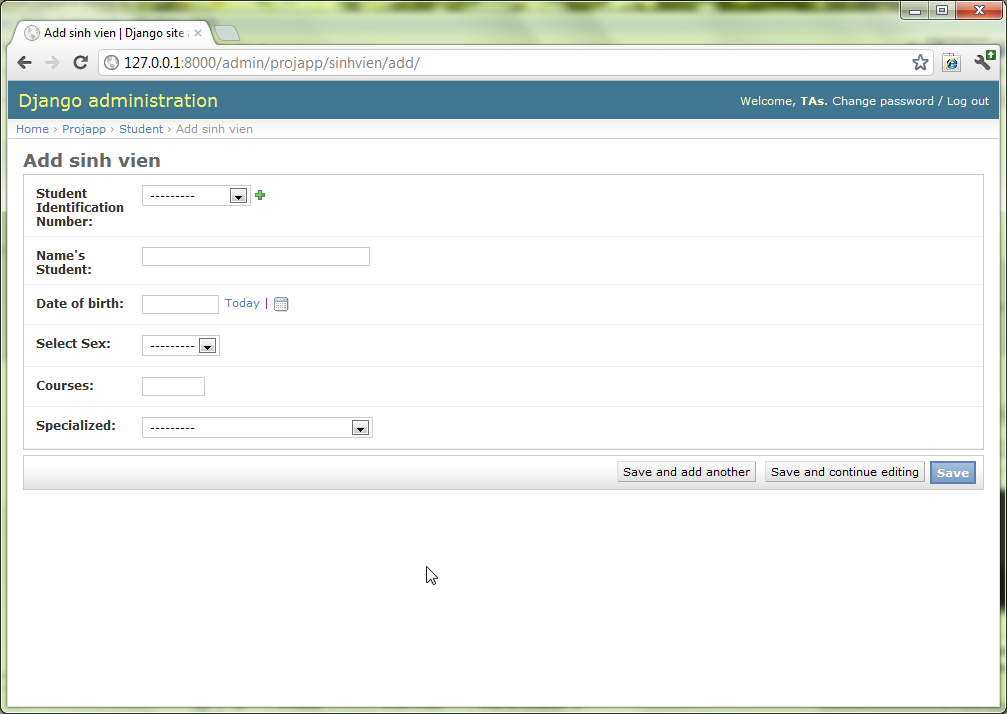 Add sinh vien | Django site
127.0.0.1:8000/admin/projapp/sinhvien/add/
Django administration
Welcome, TAs. Change password / Log out
Home › Projapp › Student › Add sinh vien
Add sinh vien
Student
Identification
Number:
---------
Name's
Student:
Date of birth:
Today |
Select Sex:
---------
Courses:
Specialized:
---------
Save and add another
Save and continue editing
Save